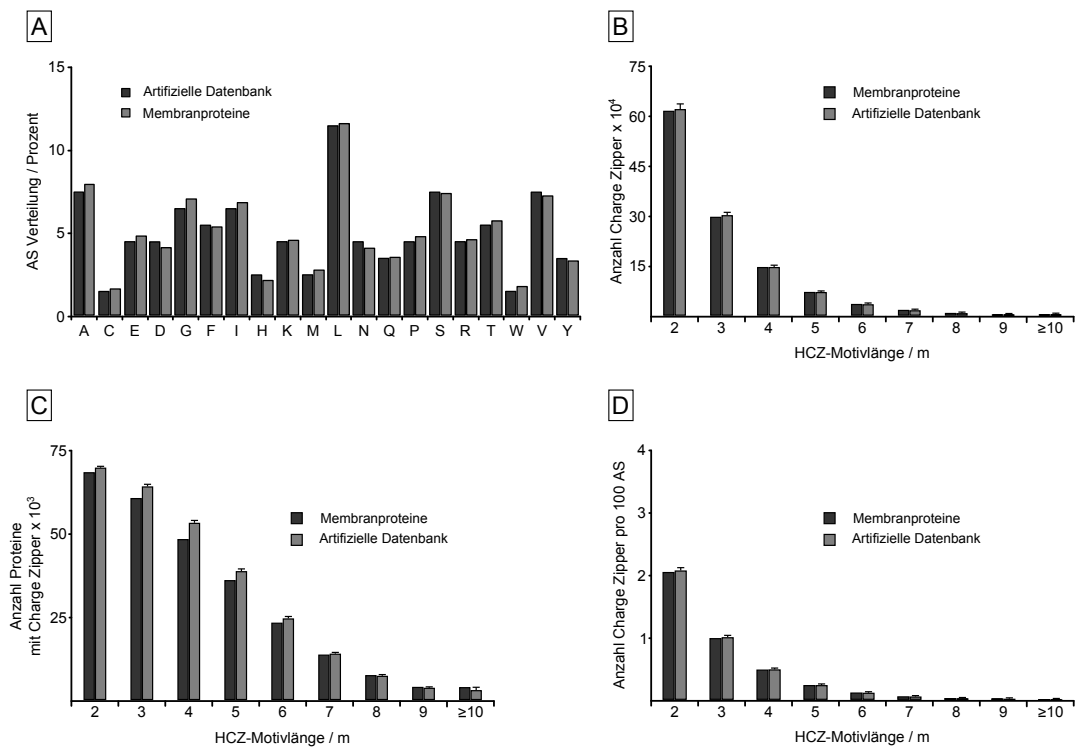 A
15
10
5
0
AS Verteilung / Prozent
Artifizielle Datenbank
Membranproteine
A C E D G F I H K M L N Q P S R T W V Y
B
75
60
45
30
15
Anzahl Charge Zipper x 10⁴
Membranproteine
Artifizielle Datenbank
2 3 4 5 6 7 8 9 ≥10
HCZ-Motivlänge / m
C
75
50
25
Anzahl Proteine
mit Charge Zipper x 10³
Membranproteine
Artifizielle Datenbank
2 3 4 5 6 7 8 9 ≥10
HCZ-Motivlänge / m
D
4
3
2
1
Anzahl Charge Zipper pro 100 AS
Membranproteine
Artifizielle Datenbank
2 3 4 5 6 7 8 9 ≥10
HCZ-Motivlänge / m